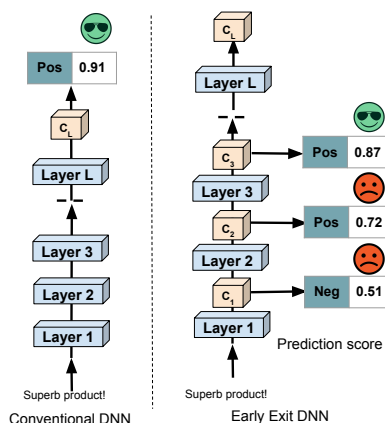 Pos 0.91
C_L
Layer L
Layer 3
Layer 2
Layer 1
Superb product!
Conventional DNN
C_L
Layer L
C_3
Pos 0.87
Layer 3
C_2
Pos 0.72
Layer 2
C_1
Neg 0.51
Layer 1
Prediction score
Superb product!
Early Exit DNN